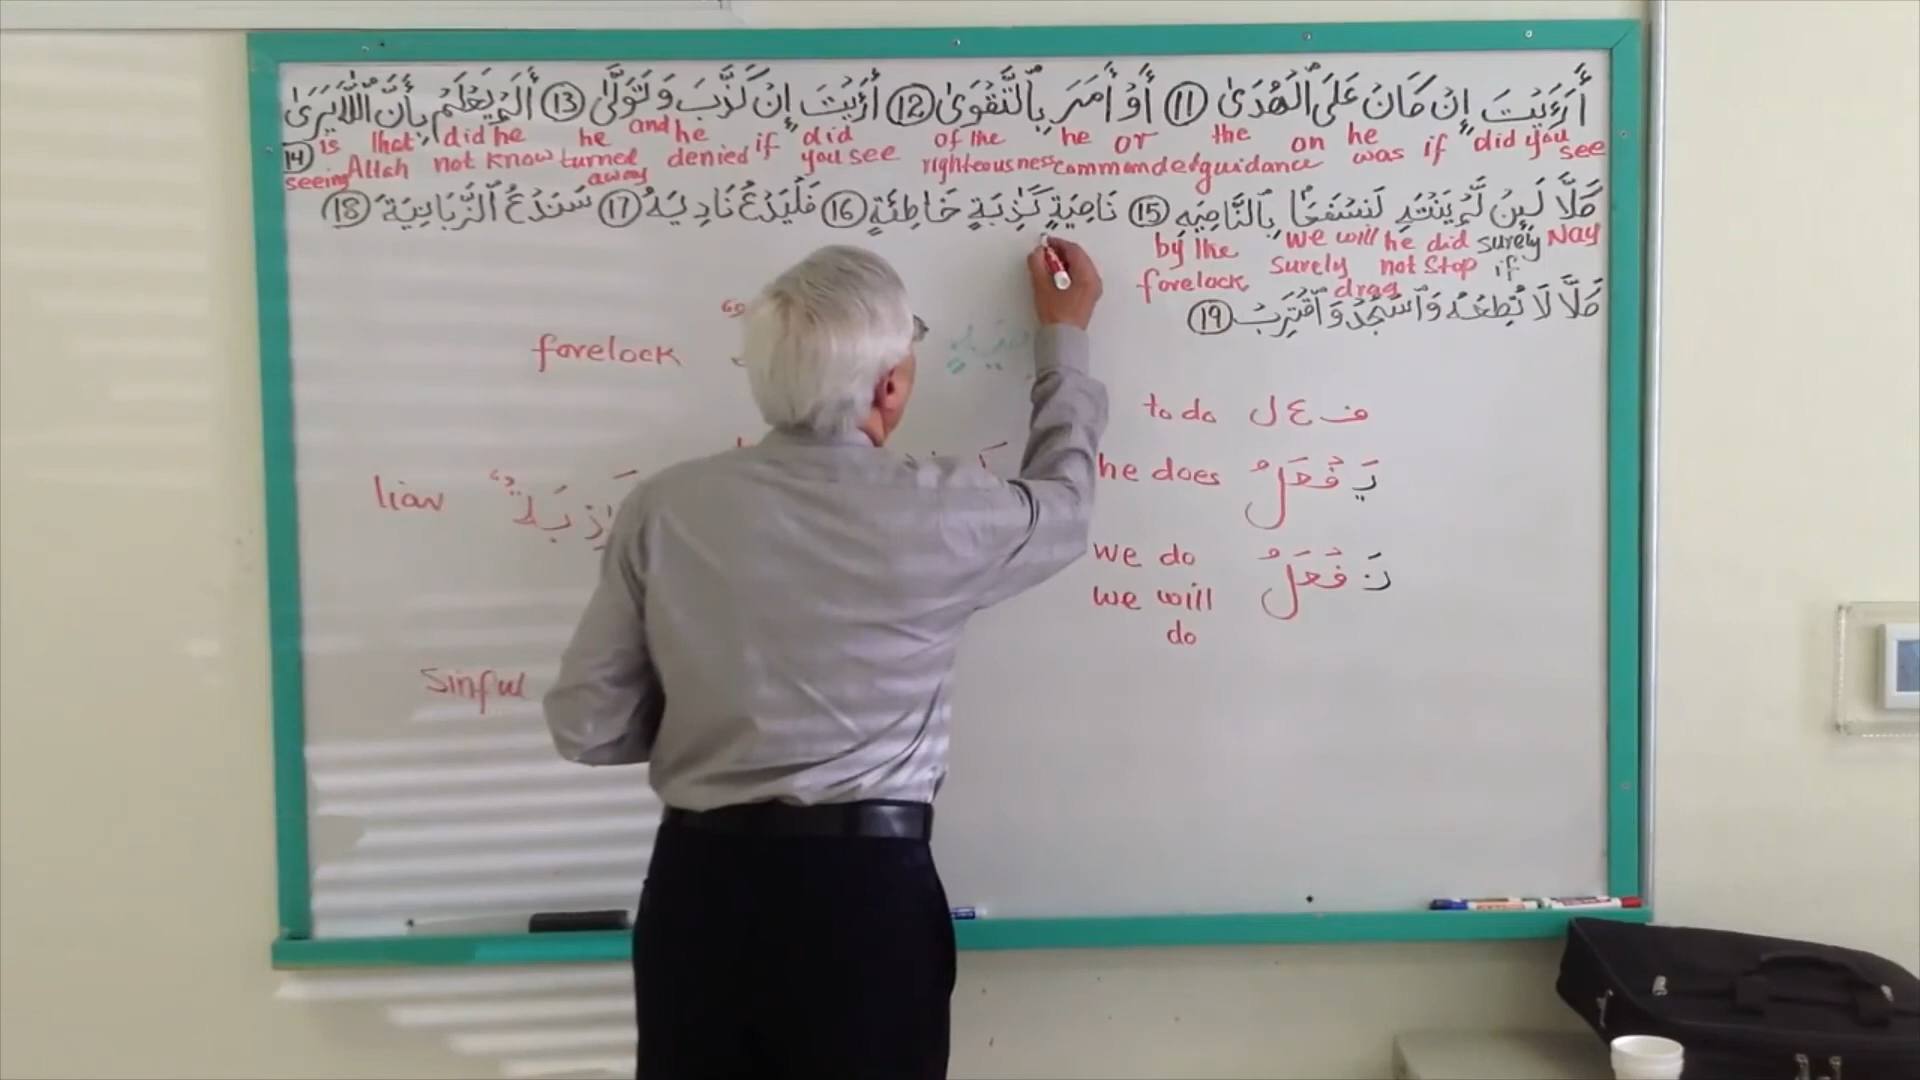 أَرَءَيْتَ إِنْ كَانَ عَلَى ٱلْهُدَىٰ ⑪ أَوْ أَمَرَ بِٱلتَّقْوَىٰ ⑫ أَرَءَيْتَ إِنْ كَذَّبَ وَتَوَلَّىٰ ⑬ أَلَمْ يَعْلَمْ بِأَنَّ ٱللَّٰهَ يَرَىٰ
is that did he he and he if did of the he or the on he if did you
⑭ seeing Allah not know turned away denied you see righteousness commanded guidance was see
كَلَّا لَئِنْ لَّمْ يَنْتَهِ لَنَسْفَعًا بِٱلنَّاصِيَةِ ⑮ نَاصِيَةٍ كَٰذِبَةٍ خَاطِئَةٍ ⑯ فَلْيَدْعُ نَادِيَهُ ⑰ سَنَدْعُ ٱلزَّبَانِيَةَ ⑱
by the we will he did surely Nay
forelock surely not stop if
drag
كَلَّا لَا تُطِعْهُ وَٱسْجُدْ وَٱقْتَرِبْ ⑲
forelock
to do ف ع ل
liar
he does يَفْعَلُ
we do نَفْعَلُ
we will
do
sinful